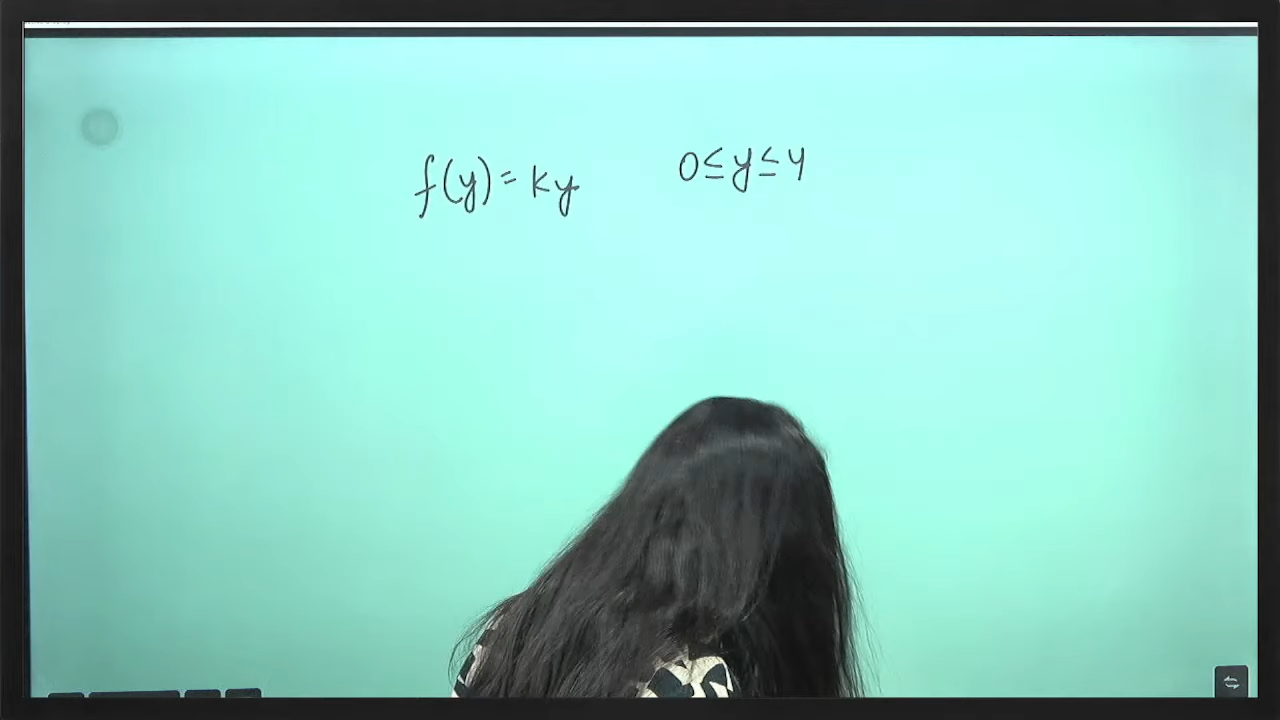 f(y) = ky 0≤y≤4